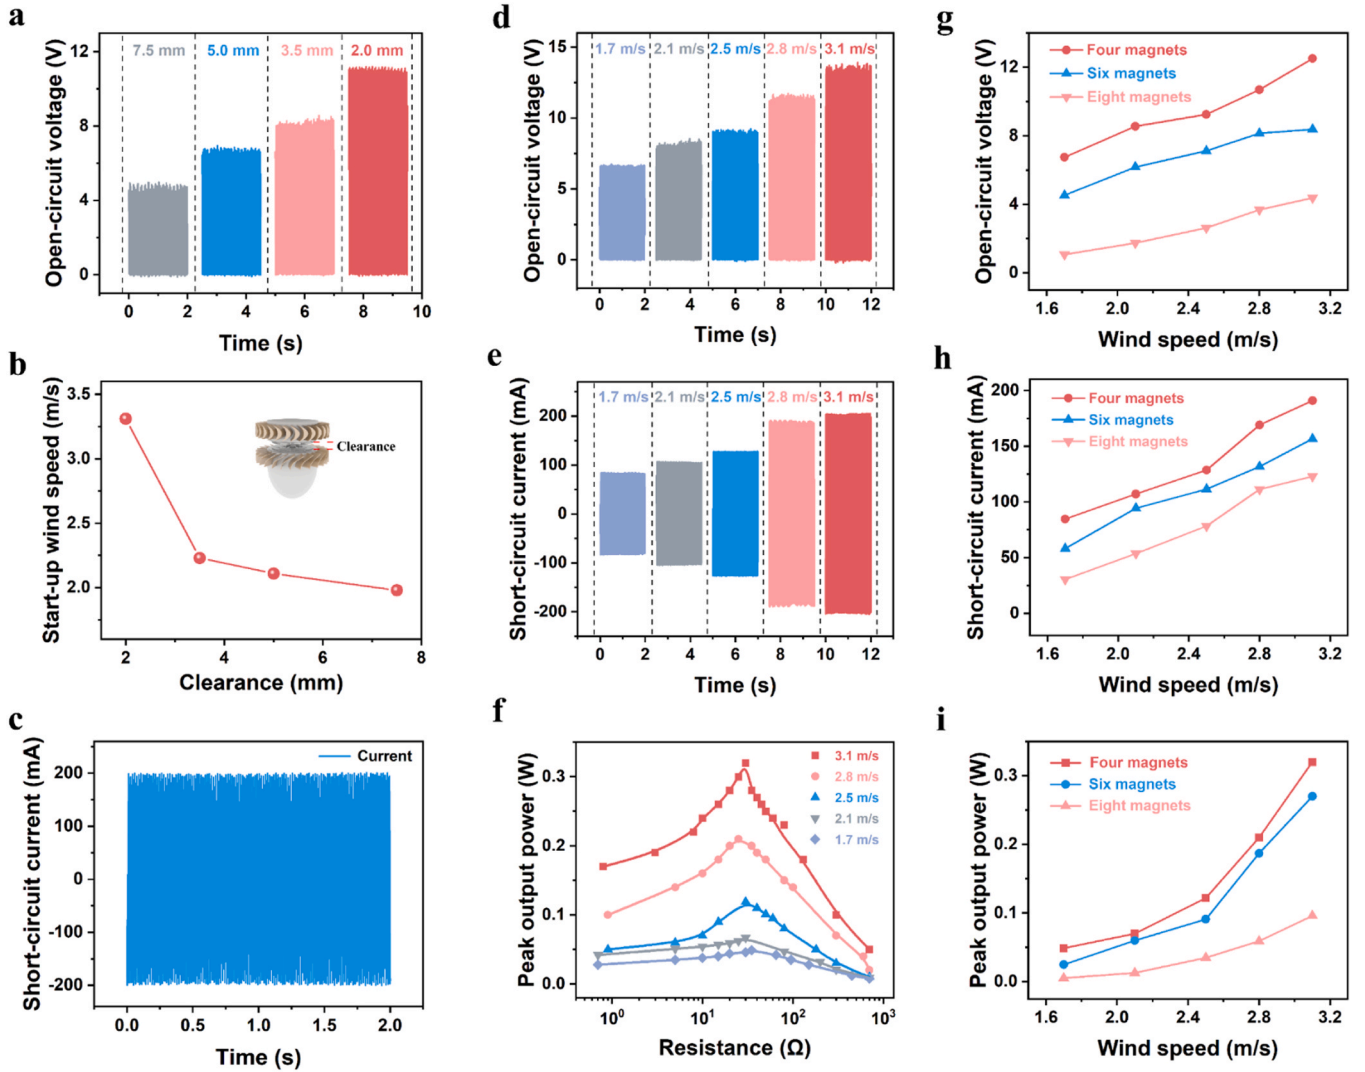 a
7.5 mm
5.0 mm
3.5 mm
2.0 mm
Open-circuit voltage (V)
12
8
4
0
0
2
4
6
8
10
Time (s)
b
Start-up wind speed (m/s)
3.5
3.0
2.5
2.0
Clearance
2
4
6
8
Clearance (mm)
c
Short-circuit current (mA)
200
100
0
-100
-200
Current
0.0
0.5
1.0
1.5
2.0
Time (s)
d
1.7 m/s
2.1 m/s
2.5 m/s
2.8 m/s
3.1 m/s
Open-circuit voltage (V)
15
10
5
0
0
2
4
6
8
10
12
Time (s)
e
1.7 m/s
2.1 m/s
2.5 m/s
2.8 m/s
3.1 m/s
Short-circuit current (mA)
200
100
0
-100
-200
0
2
4
6
8
10
12
Time (s)
f
Peak output power (W)
0.3
0.2
0.1
0.0
3.1 m/s
2.8 m/s
2.5 m/s
2.1 m/s
1.7 m/s
10⁰
10¹
10²
10³
Resistance (Ω)
g
Open-circuit voltage (V)
12
8
4
0
Four magnets
Six magnets
Eight magnets
1.6
2.0
2.4
2.8
3.2
Wind speed (m/s)
h
Short-circuit current (mA)
200
150
100
50
0
Four magnets
Six magnets
Eight magnets
1.6
2.0
2.4
2.8
3.2
Wind speed (m/s)
i
Peak output power (W)
0.3
0.2
0.1
0.0
Four magnets
Six magnets
Eight magnets
1.6
2.0
2.4
2.8
3.2
Wind speed (m/s)